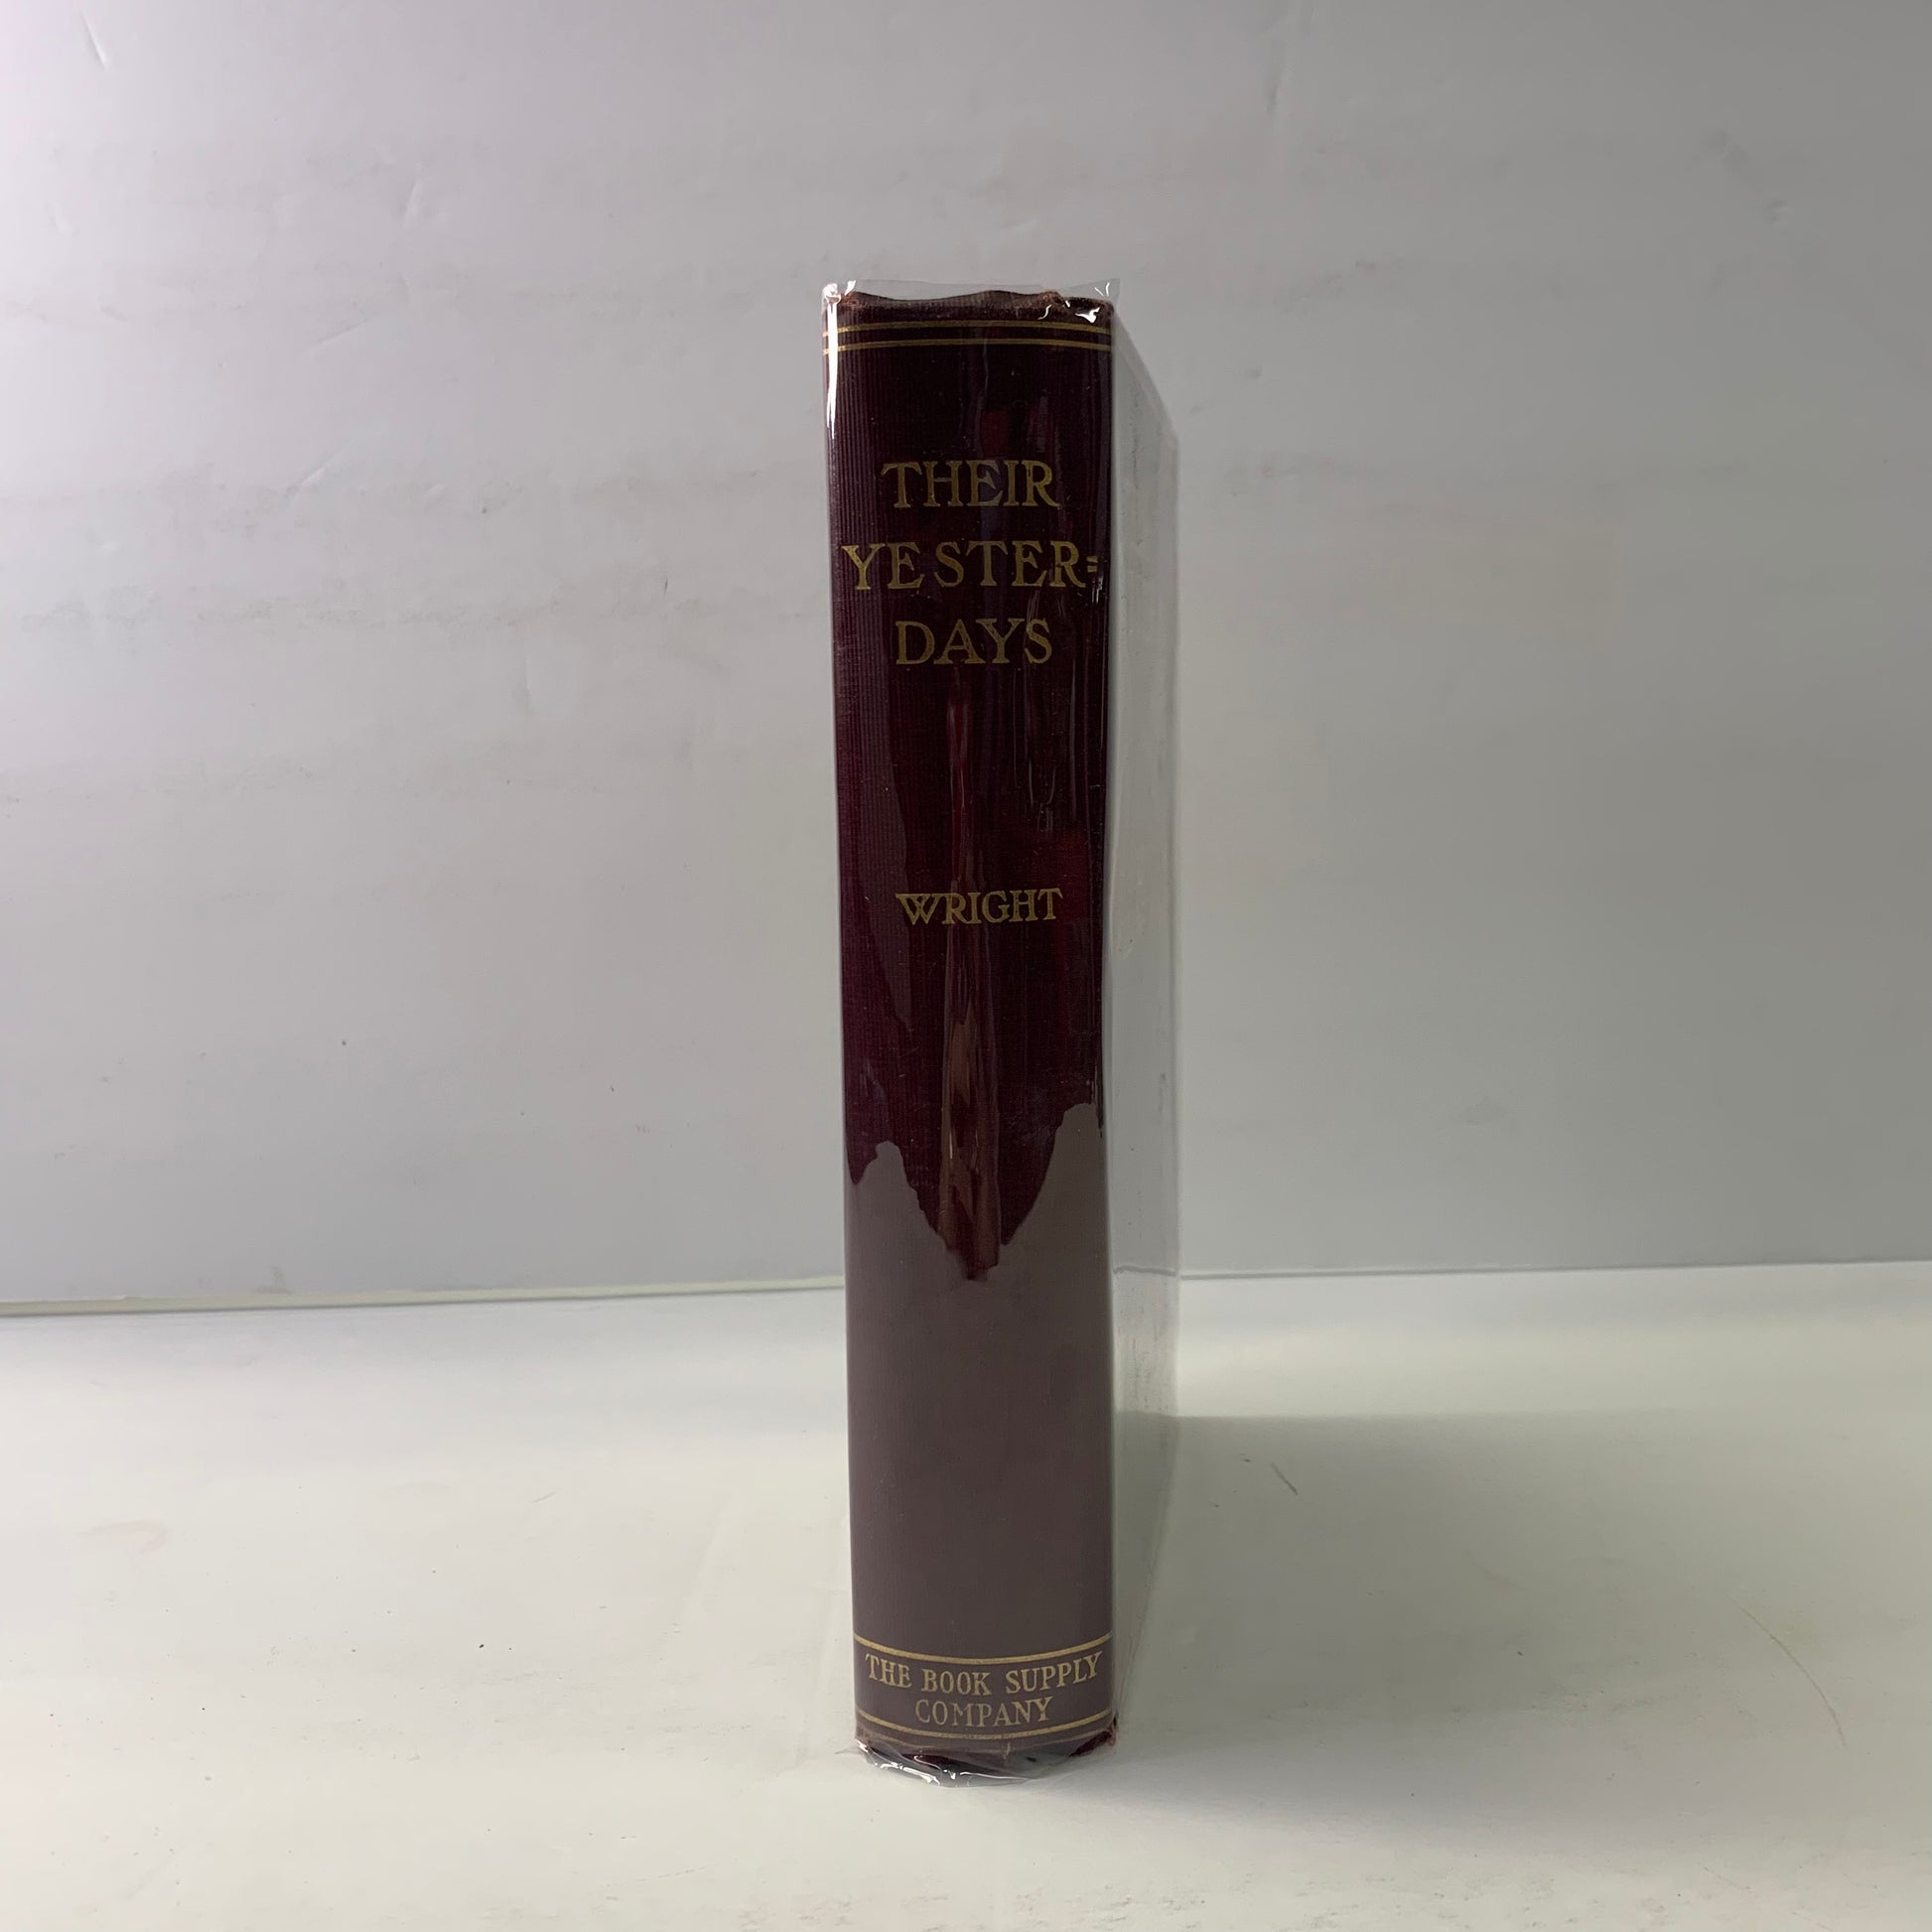 THEIR
YESTER=
DAYS
WRIGHT
THE BOOK SUPPLY
COMPANY